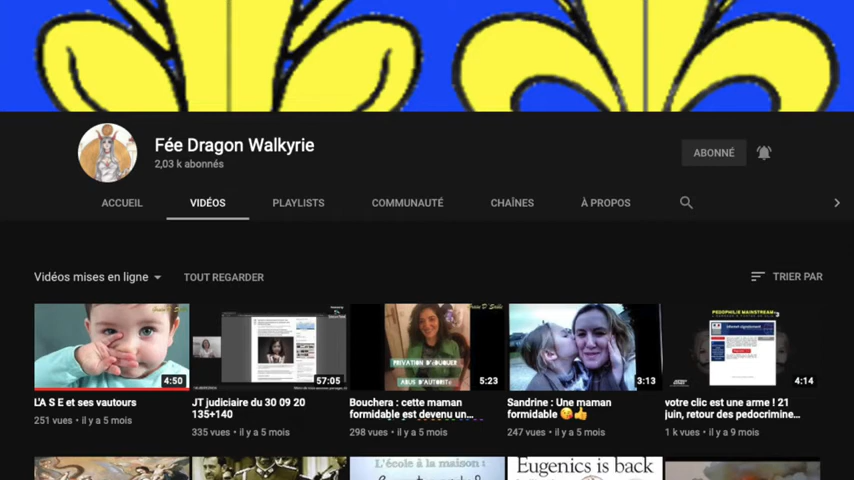 Fée Dragon Walkyrie
2,03 k abonnés
ABONNÉ
ACCUEIL
VIDÉOS
PLAYLISTS
COMMUNAUTÉ
CHAÎNES
À PROPOS
Vidéos mises en ligne
TOUT REGARDER
TRIER PAR
4:50
57:05
PRIVATION D'ÉDUQUER
ABUS D'AUTORITÉ
5:23
3:13
PEDOPHILIE MAINSTREAM
4:14
L'A S E et ses vautours
251 vues • il y a 5 mois
JT judiciaire du 30 09 20
135+140
335 vues • il y a 5 mois
Bouchera : cette maman
formidable est devenu un...
298 vues • il y a 5 mois
Sandrine : Une maman
formidable 😘👍
247 vues • il y a 5 mois
votre clic est une arme ! 21
juin, retour des pedocrimine...
1 k vues • il y a 9 mois
L'école à la maison :
Eugenics is back